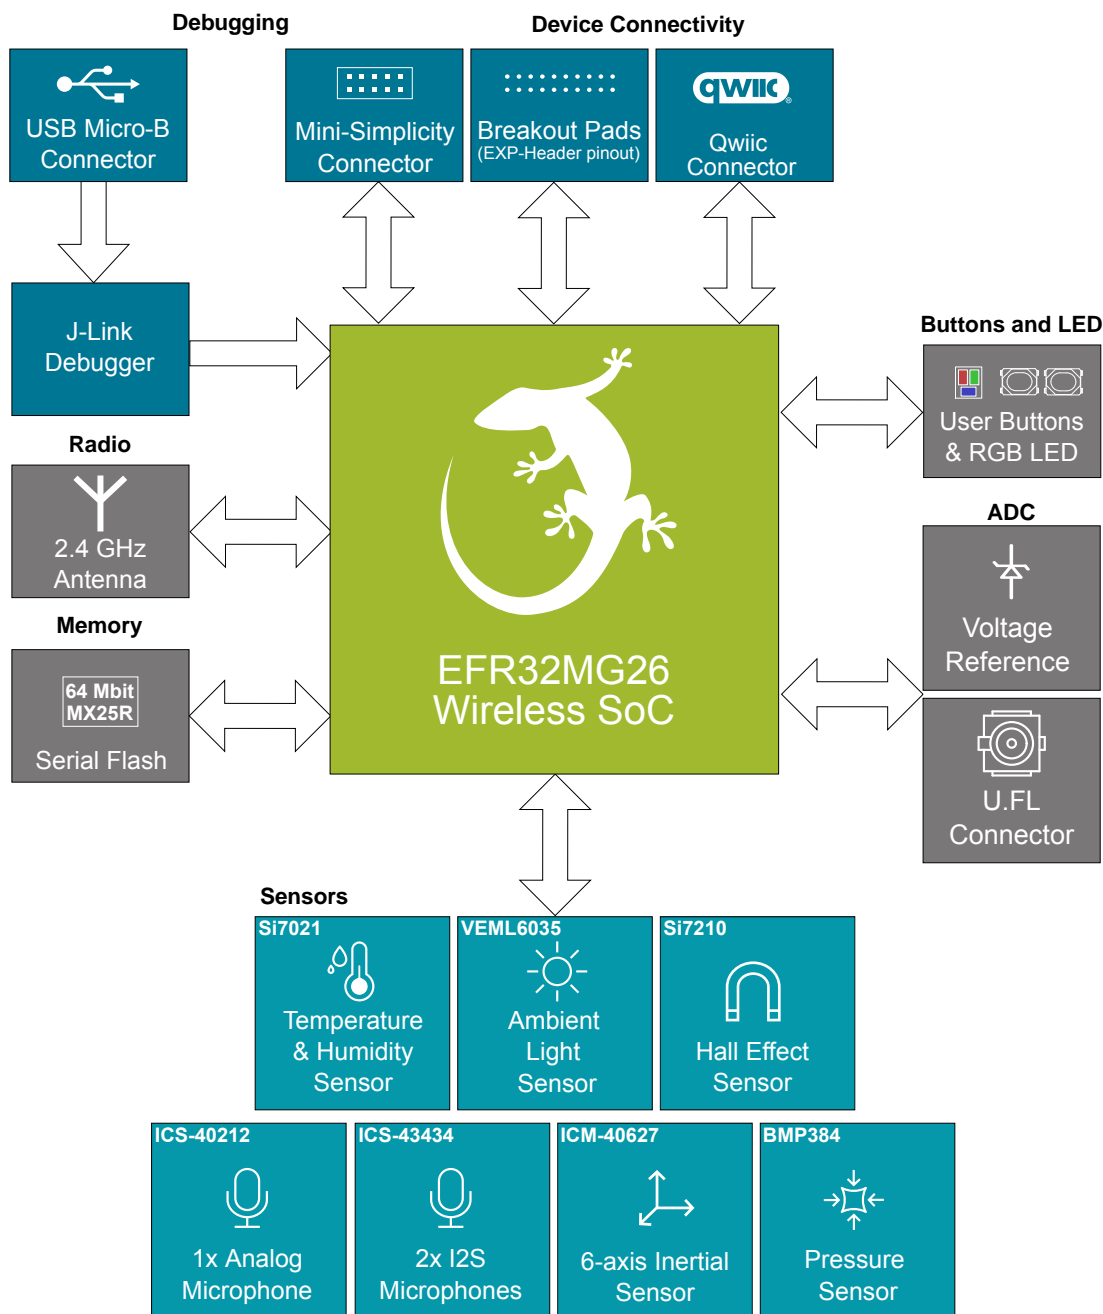 Debugging
Device Connectivity
USB Micro-B
Connector
Mini-Simplicity
Connector
Breakout Pads
(EXP-Header pinout)
qwiic®
Qwiic
Connector
J-Link
Debugger
Buttons and LED
User Buttons
& RGB LED
Radio
2.4 GHz
Antenna
ADC
Voltage
Reference
Memory
64 Mbit
MX25R
Serial Flash
EFR32MG26
Wireless SoC
U.FL
Connector
Sensors
Si7021
Temperature
& Humidity
Sensor
VEML6035
Ambient
Light
Sensor
Si7210
Hall Effect
Sensor
ICS-40212
1x Analog
Microphone
ICS-43434
2x I2S
Microphones
ICM-40627
6-axis Inertial
Sensor
BMP384
Pressure
Sensor